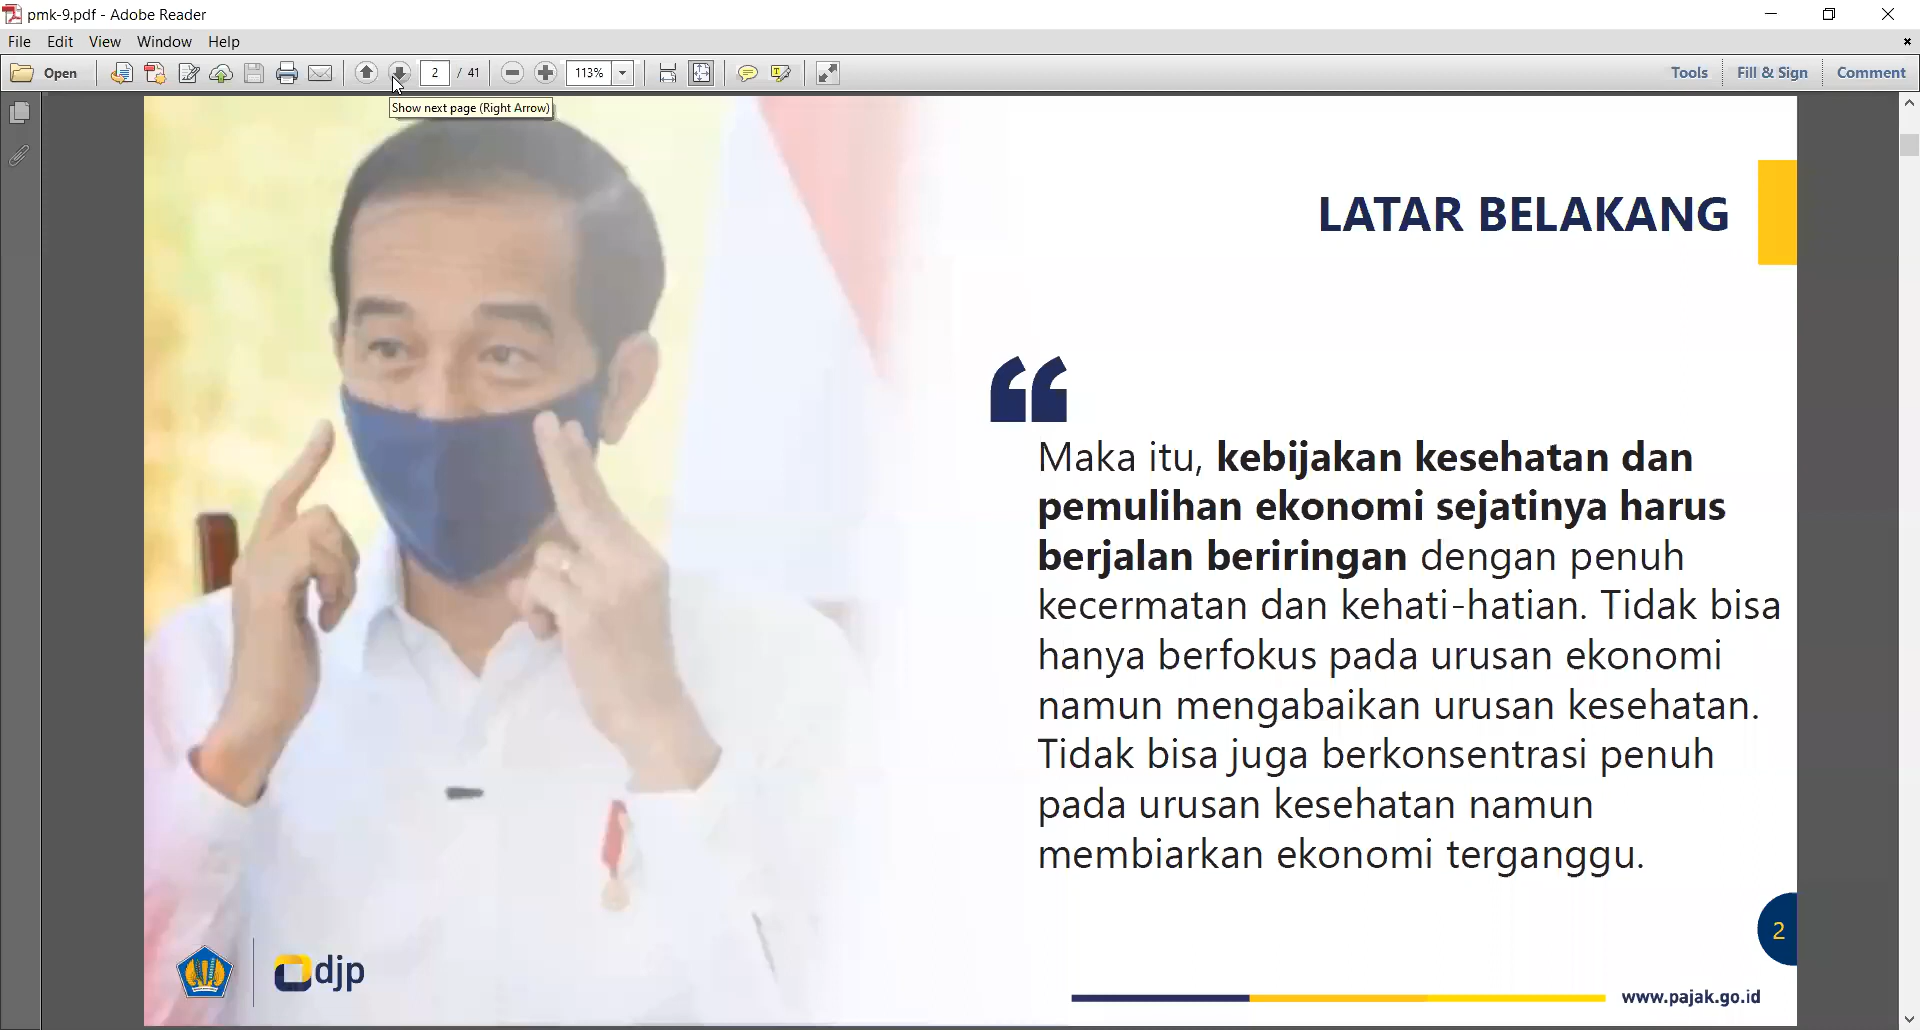 pmk-9.pdf - Adobe Reader
File Edit View Window Help
Open 2 / 41 113% Tools Fill & Sign Comment
Show next page (Right Arrow)
LATAR BELAKANG
“
Maka itu, kebijakan kesehatan dan
pemulihan ekonomi sejatinya harus
berjalan beriringan dengan penuh
kecermatan dan kehati-hatian. Tidak bisa
hanya berfokus pada urusan ekonomi
namun mengabaikan urusan kesehatan.
Tidak bisa juga berkonsentrasi penuh
pada urusan kesehatan namun
membiarkan ekonomi terganggu.
2
djp
www.pajak.go.id